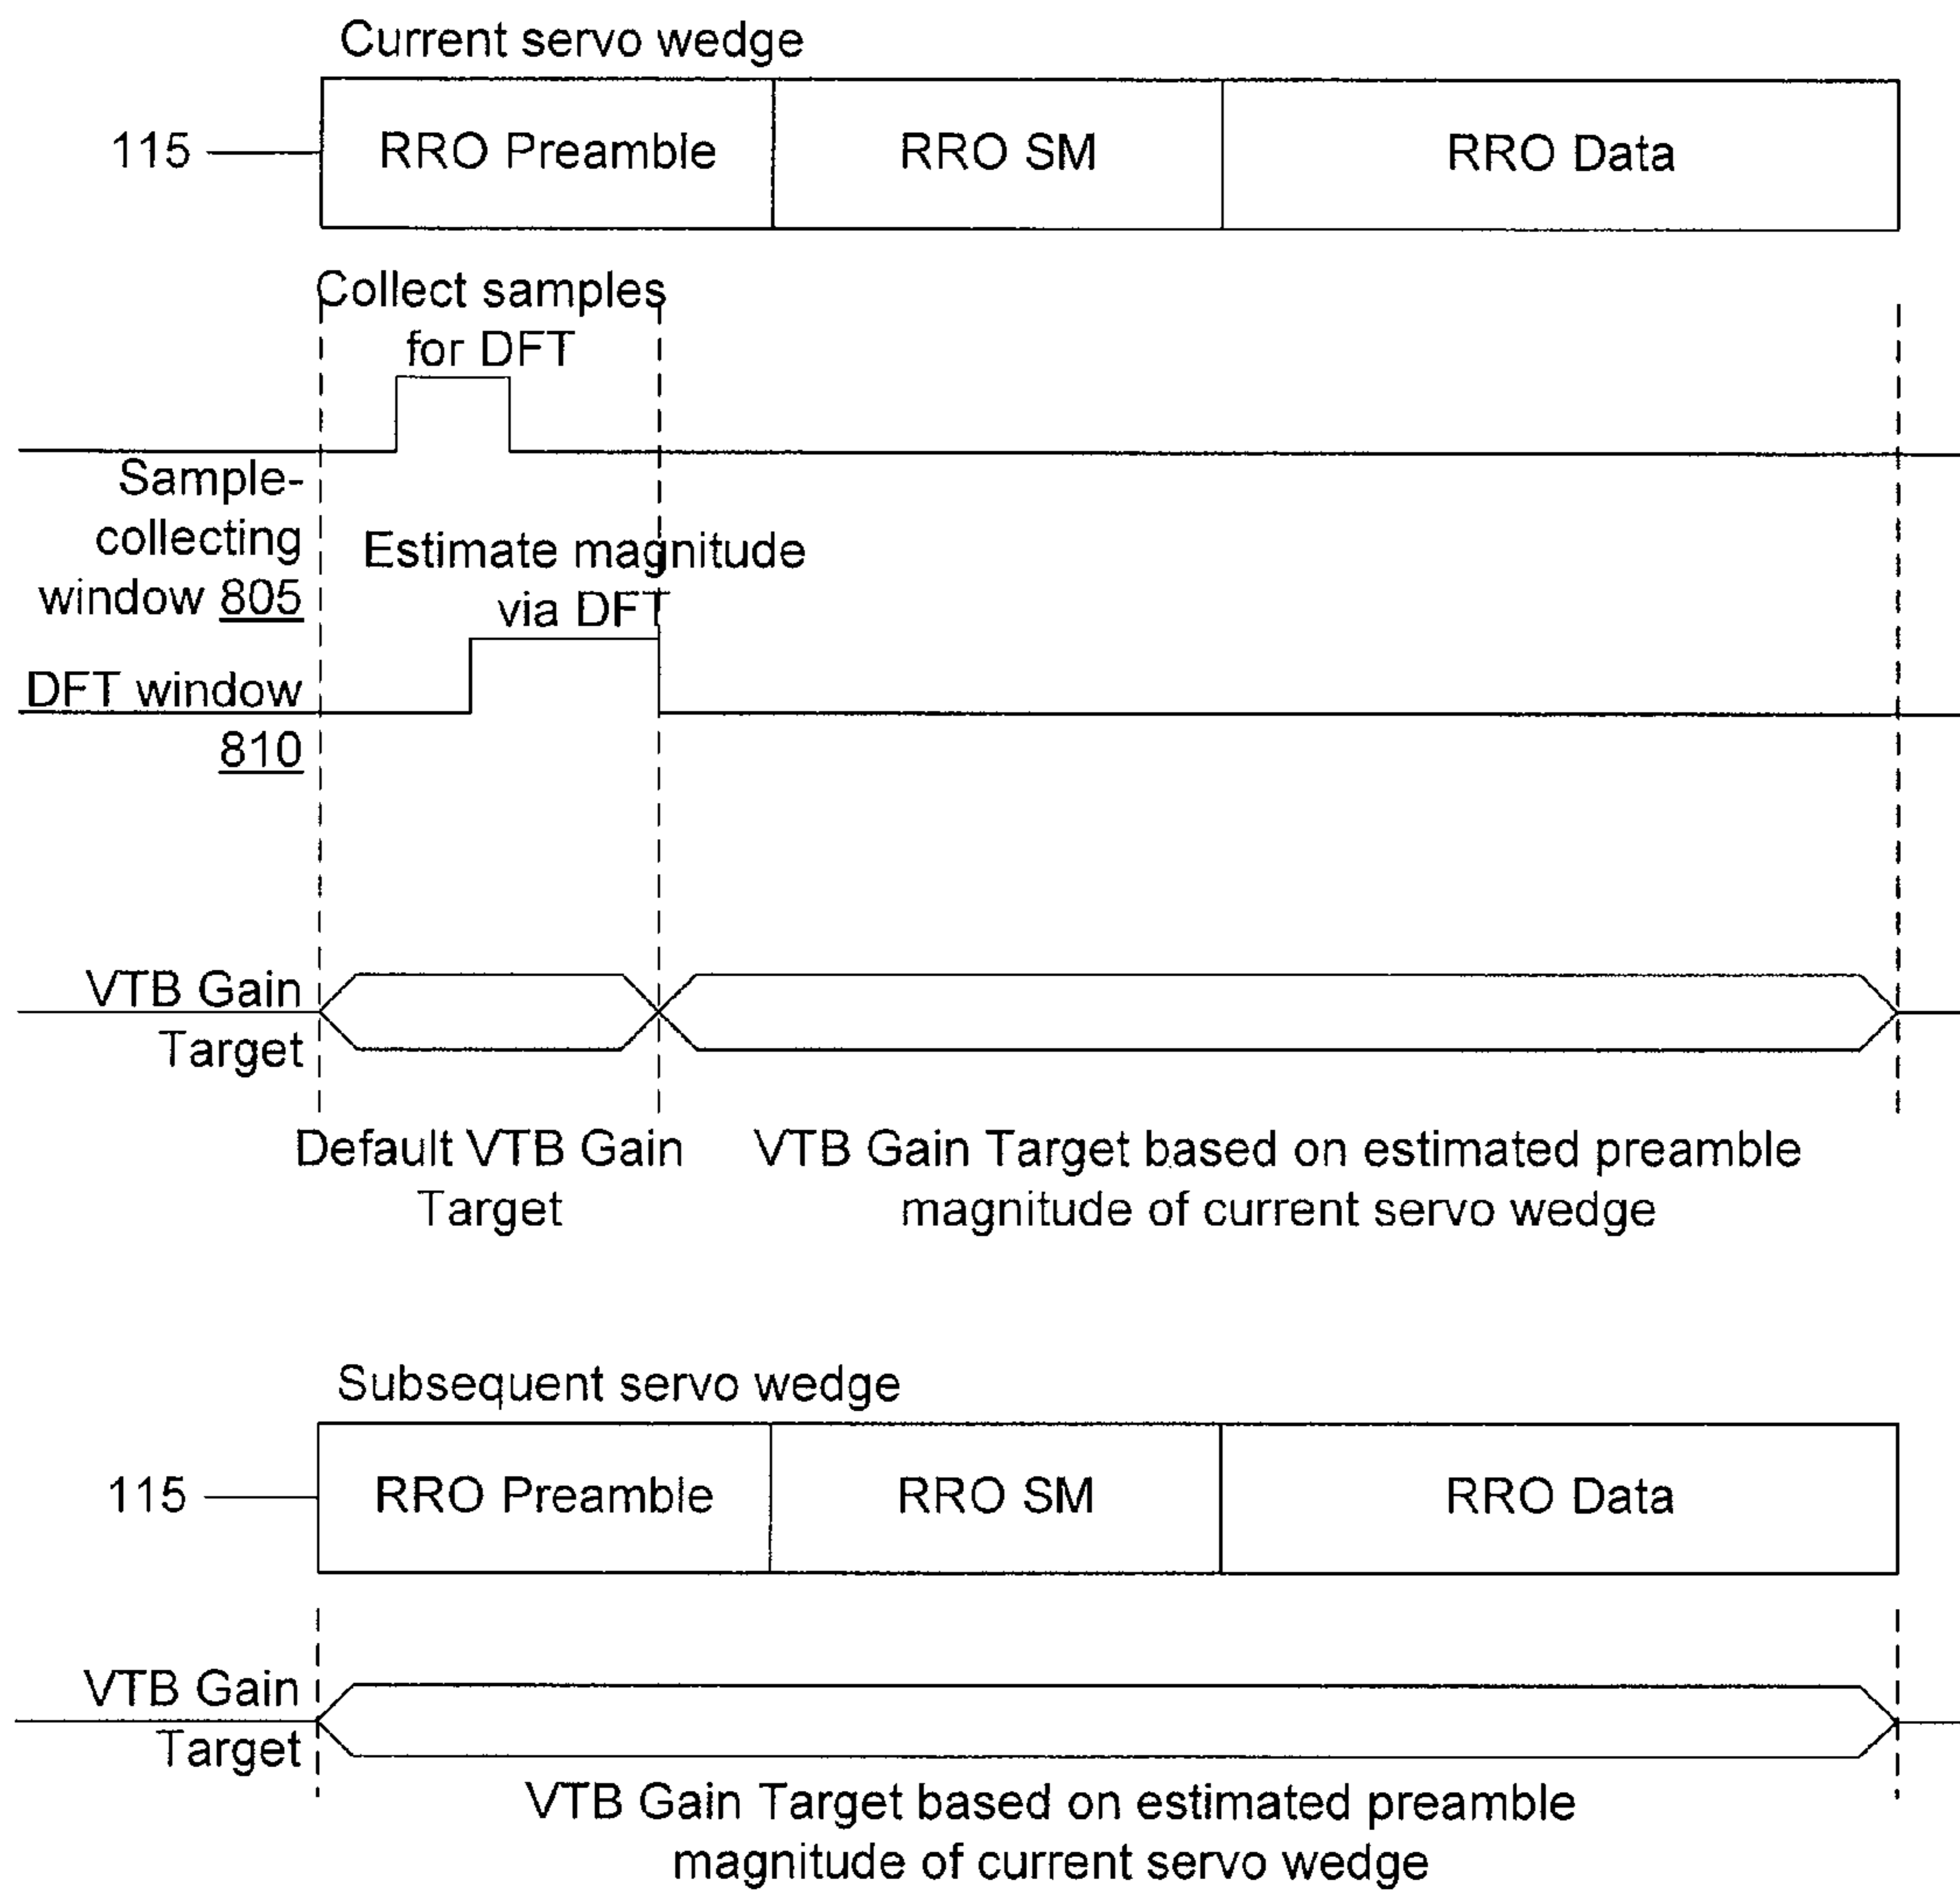 Current servo wedge
115
RRO Preamble
RRO SM
RRO Data
Collect samples
for DFT
Sample-
collecting
window 805
Estimate magnitude
via DFT
DFT window
810
VTB Gain
Target
Default VTB Gain
Target
VTB Gain Target based on estimated preamble
magnitude of current servo wedge
Subsequent servo wedge
115
RRO Preamble
RRO SM
RRO Data
VTB Gain
Target
VTB Gain Target based on estimated preamble
magnitude of current servo wedge